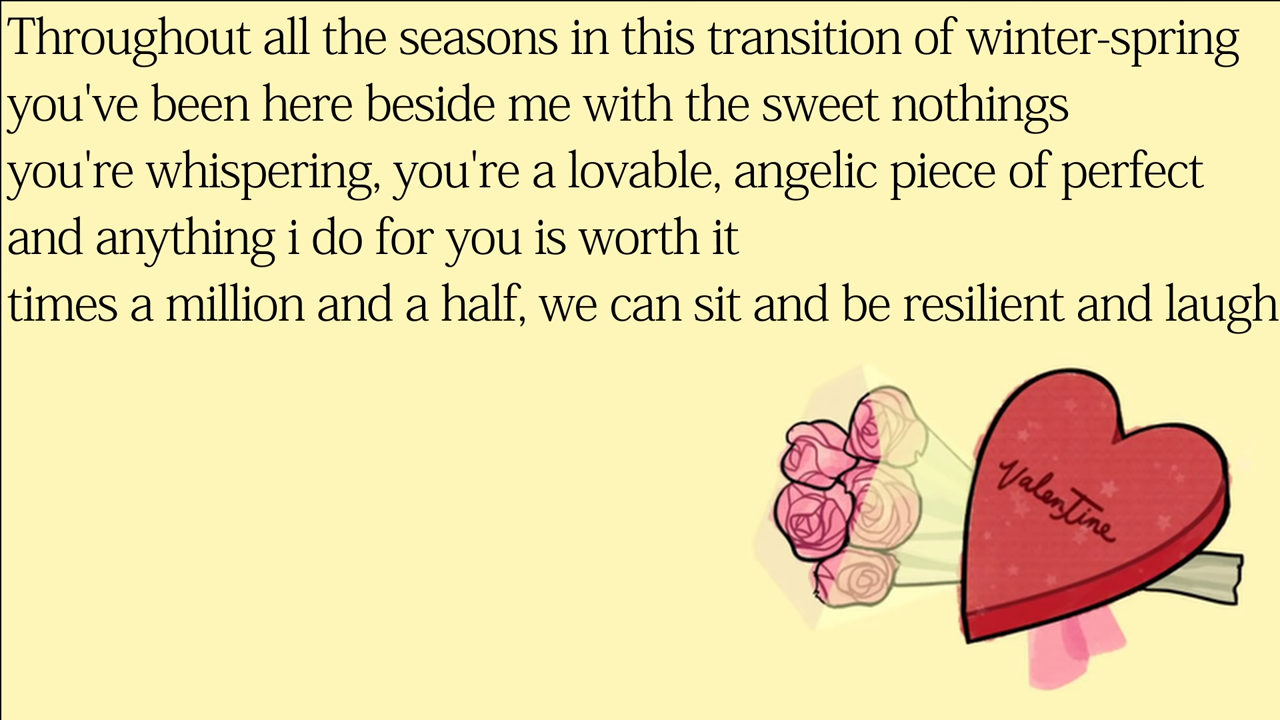 Throughout all the seasons in this transition of winter-spring
you've been here beside me with the sweet nothings
you're whispering, you're a lovable, angelic piece of perfect
and anything i do for you is worth it
times a million and a half, we can sit and be resilient and laugh
Valentine